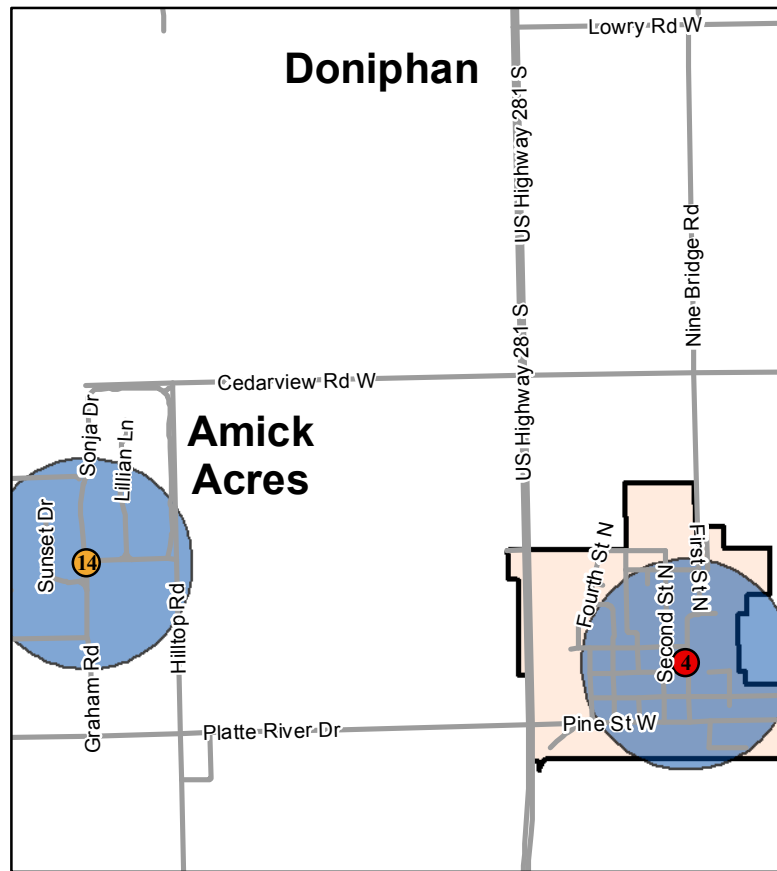 Lowry Rd W
Doniphan
US Highway 281 S
Nine Bridge Rd
US Highway 281 S
Cedarview Rd W
Sonja Dr
Lillian Ln
Amick
Acres
Sunset Dr
14
Hilltop Rd
Graham Rd
Platte River Dr
Fourth St N
First St N
Second St N
4
Pine St W